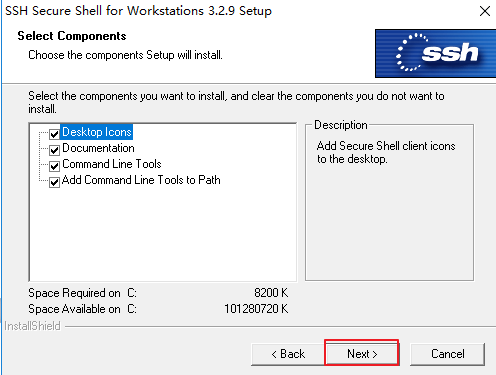 SSH Secure Shell for Workstations 3.2.9 Setup
Select Components
Choose the components Setup will install.
ssh
Select the components you want to install, and clear the components you do not want to
install.
Desktop Icons
Documentation
Command Line Tools
Add Command Line Tools to Path
Description
Add Secure Shell client icons
to the desktop.
Space Required on C: 8200 K
Space Available on C: 101280720 K
InstallShield
< Back Next > Cancel